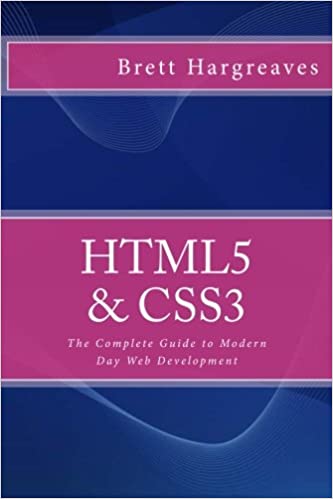 Brett Hargreaves
HTML5
& CSS3
The Complete Guide to Modern
Day Web Development